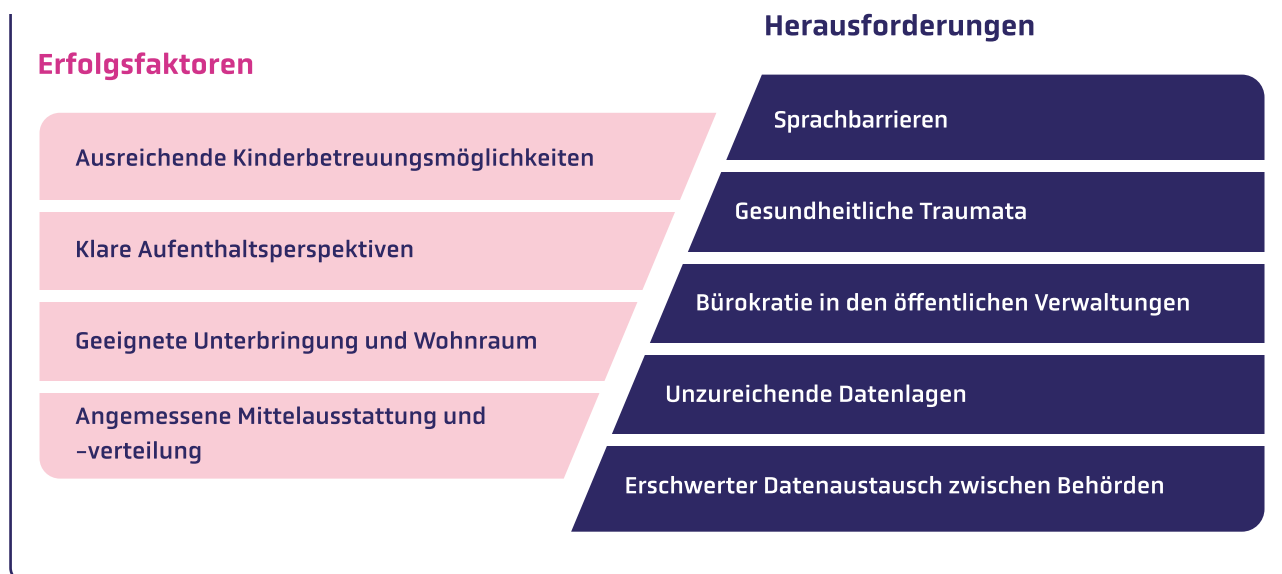 Erfolgsfaktoren
Ausreichende Kinderbetreuungsmöglichkeiten
Klare Aufenthaltsperspektiven
Geeignete Unterbringung und Wohnraum
Angemessene Mittelausstattung und
–verteilung
Herausforderungen
Sprachbarrieren
Gesundheitliche Traumata
Bürokratie in den öffentlichen Verwaltungen
Unzureichende Datenlagen
Erschwerter Datenaustausch zwischen Behörden